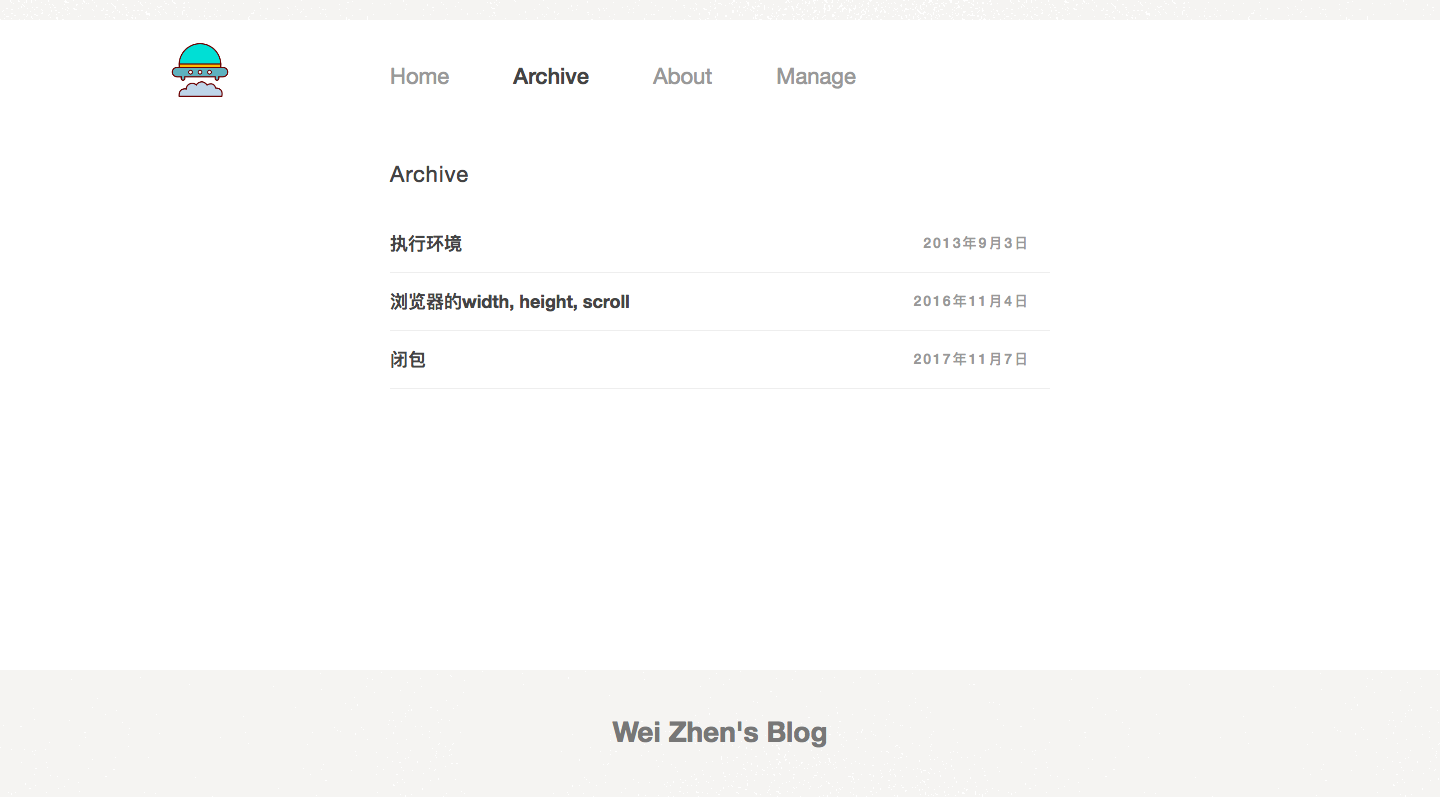 Home Archive About Manage
Archive
执行环境 2013年9月3日
浏览器的width, height, scroll 2016年11月4日
闭包 2017年11月7日
Wei Zhen's Blog